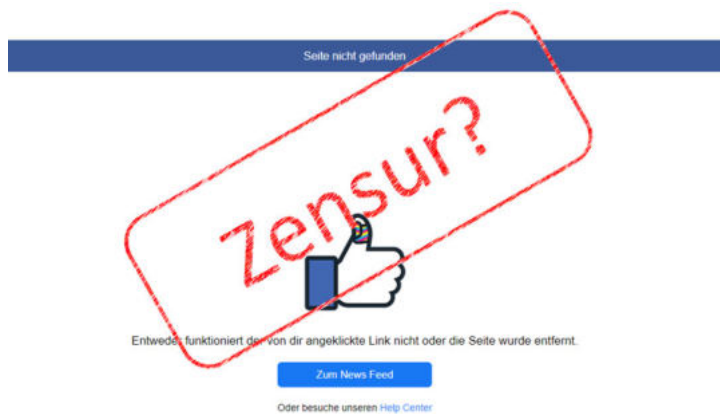 Seite nicht gefunden
Zensur?
Entweder funktioniert der von dir angeklickte Link nicht oder die Seite wurde entfernt.
Zum News Feed
Oder besuche unseren Help Center